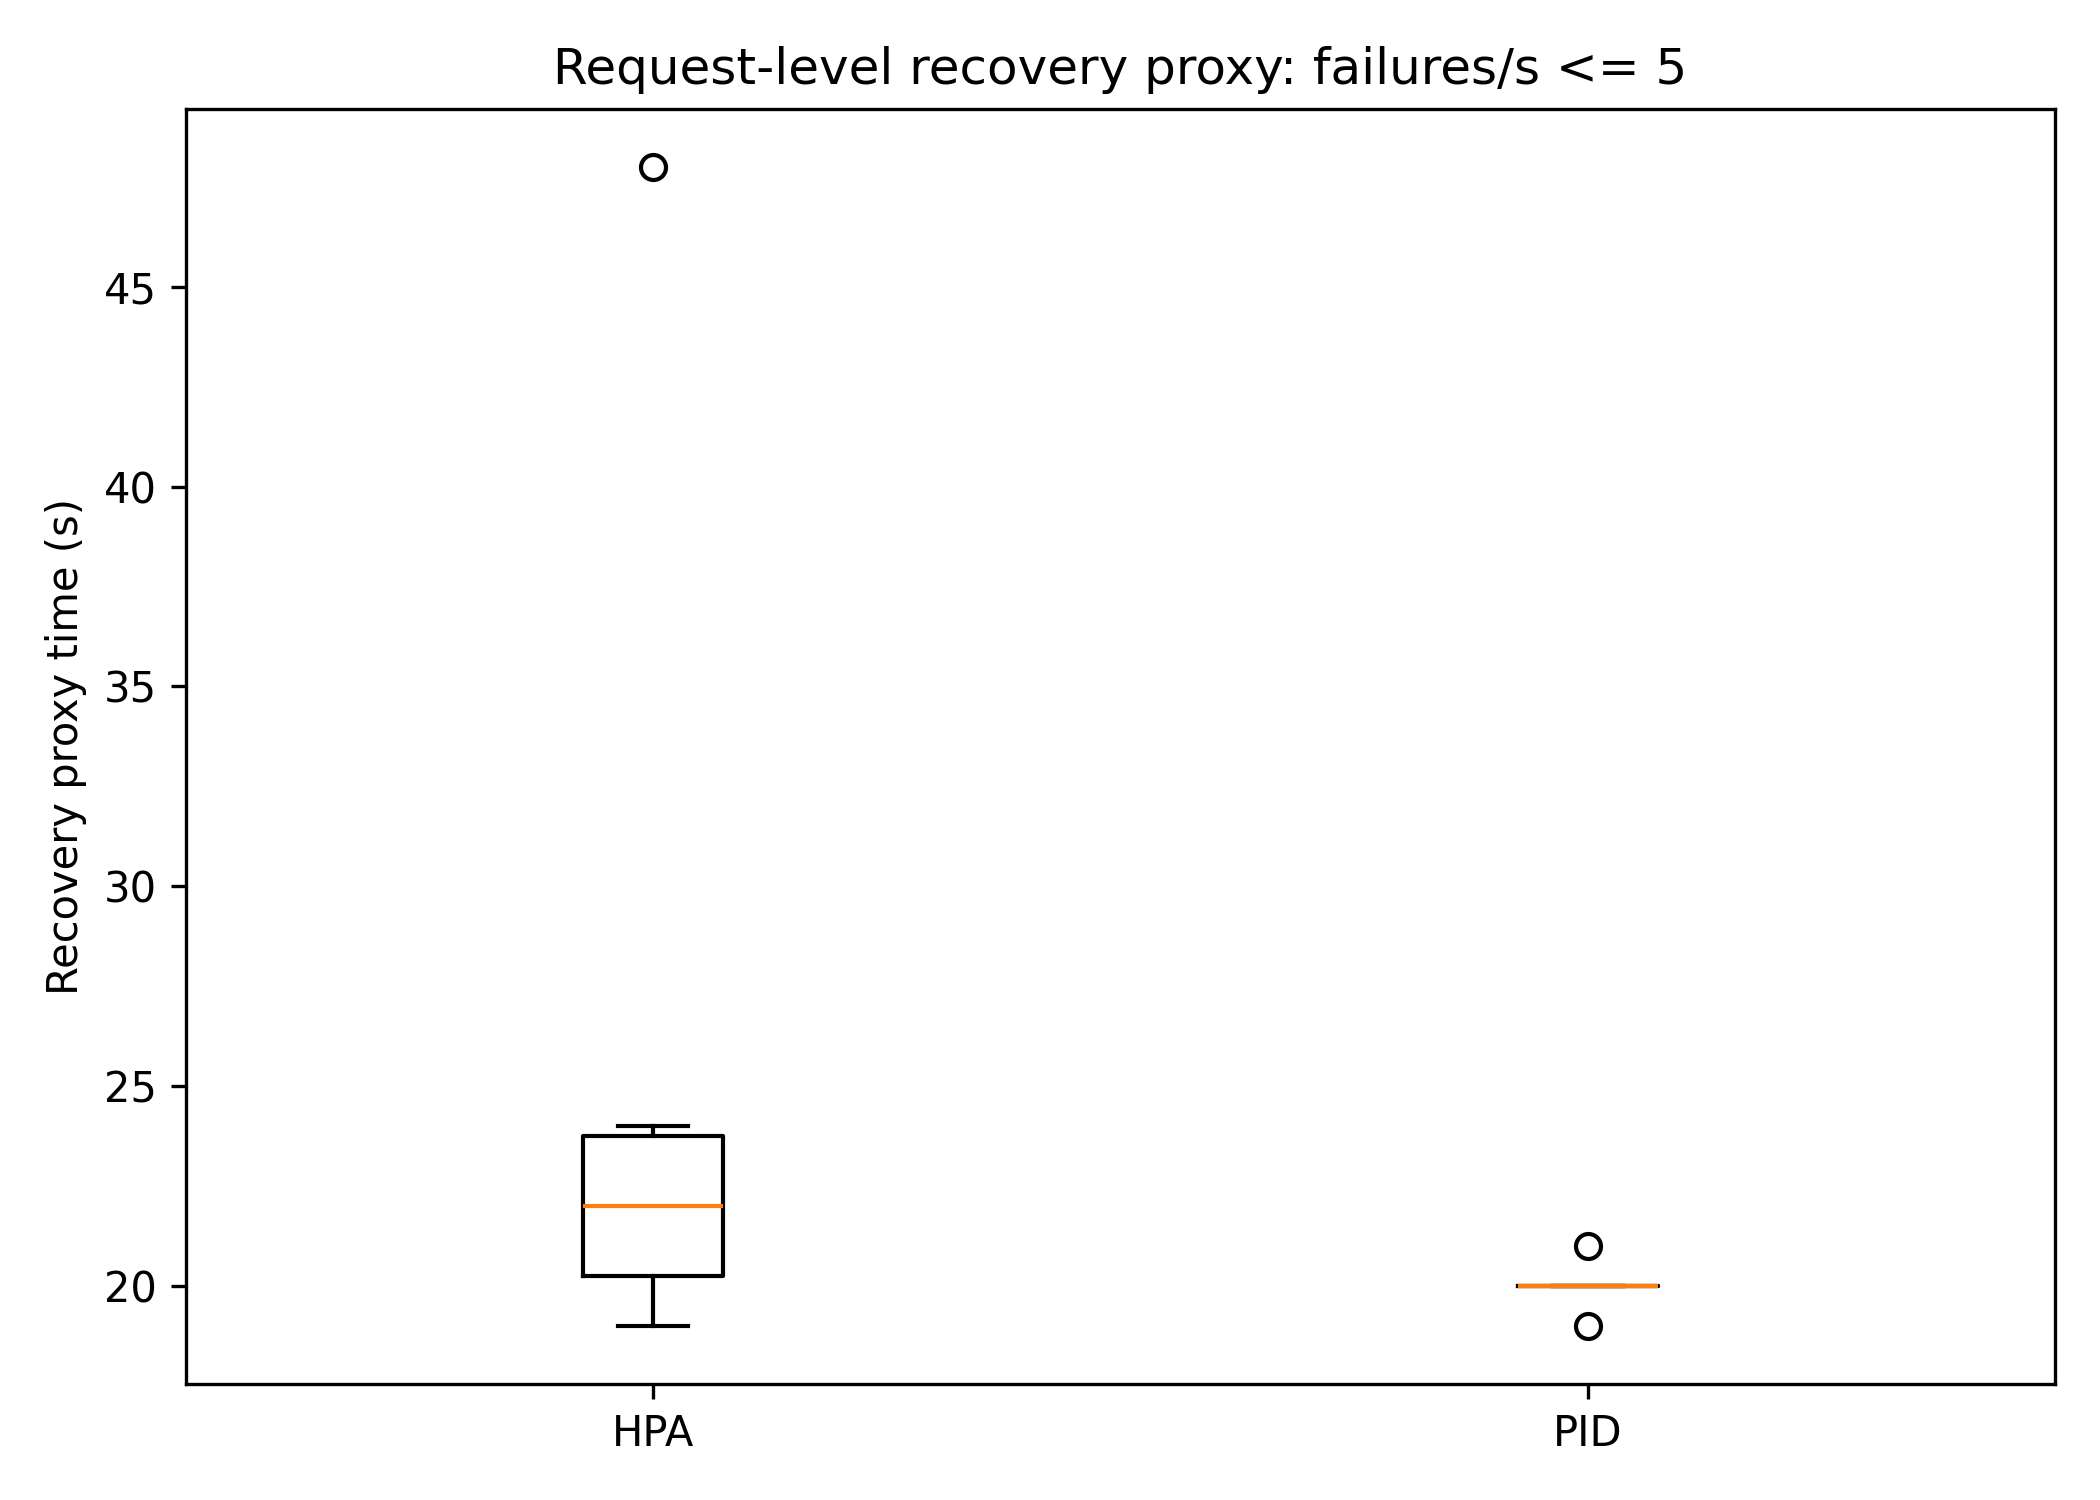 Request-level recovery proxy: failures/s <= 5
Recovery proxy time (s)
45
40
35
30
25
20
HPA
PID